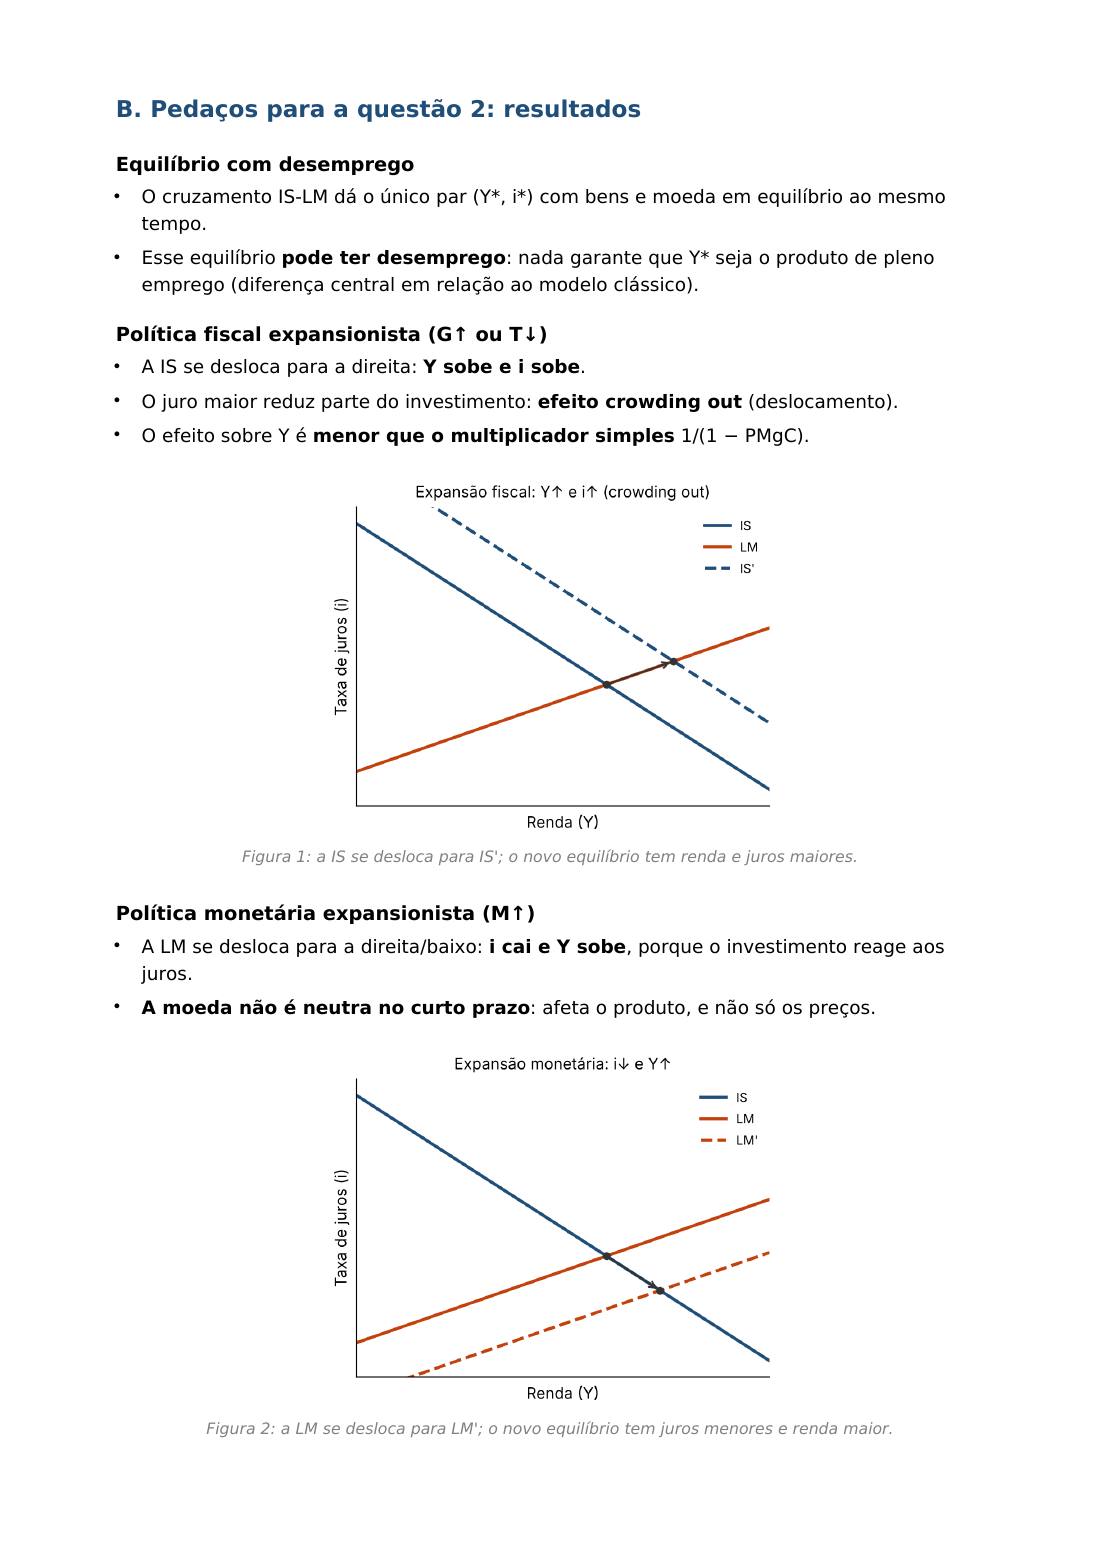 B. Pedaços para a questão 2: resultados
Equilíbrio com desemprego
• O cruzamento IS-LM dá o único par (Y*, i*) com bens e moeda em equilíbrio ao mesmo
tempo.
• Esse equilíbrio pode ter desemprego: nada garante que Y* seja o produto de pleno
emprego (diferença central em relação ao modelo clássico).
Política fiscal expansionista (G↑ ou T↓)
• A IS se desloca para a direita: Y sobe e i sobe.
• O juro maior reduz parte do investimento: efeito crowding out (deslocamento).
• O efeito sobre Y é menor que o multiplicador simples 1/(1 − PMgC).
Expansão fiscal: Y↑ e i↑ (crowding out)
IS
LM
IS'
Taxa de juros (i)
Renda (Y)
Figura 1: a IS se desloca para IS'; o novo equilíbrio tem renda e juros maiores.
Política monetária expansionista (M↑)
• A LM se desloca para a direita/baixo: i cai e Y sobe, porque o investimento reage aos
juros.
• A moeda não é neutra no curto prazo: afeta o produto, e não só os preços.
Expansão monetária: i↓ e Y↑
IS
LM
LM'
Taxa de juros (i)
Renda (Y)
Figura 2: a LM se desloca para LM'; o novo equilíbrio tem juros menores e renda maior.